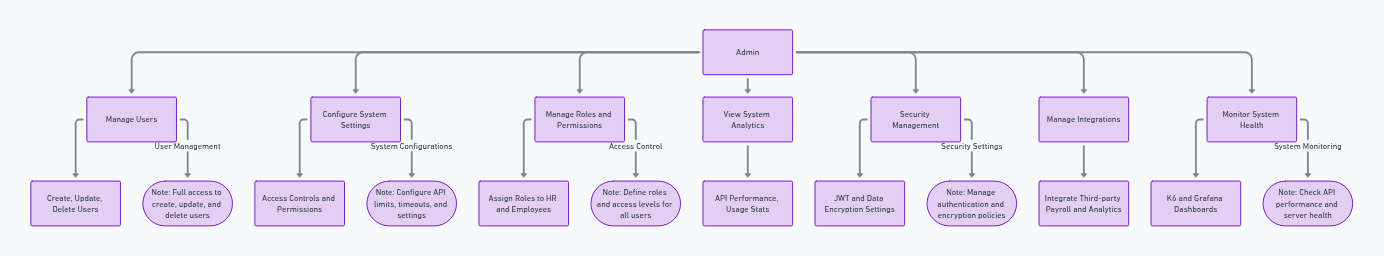 Admin
Manage Users
Configure System
Settings
Manage Roles and
Permissions
View System
Analytics
Security
Management
Manage Integrations
Monitor System
Health
User Management
System Configurations
Access Control
Security Settings
System Monitoring
Create, Update,
Delete Users
Note: Full access to
create, update, and
delete users
Access Controls and
Permissions
Note: Configure API
limits, timeouts, and
settings
Assign Roles to HR
and Employees
Note: Define roles
and access levels for
all users
API Performance,
Usage Stats
JWT and Data
Encryption Settings
Note: Manage
authentication and
encryption policies
Integrate Third-party
Payroll and Analytics
K6 and Grafana
Dashboards
Note: Check API
performance and
server health